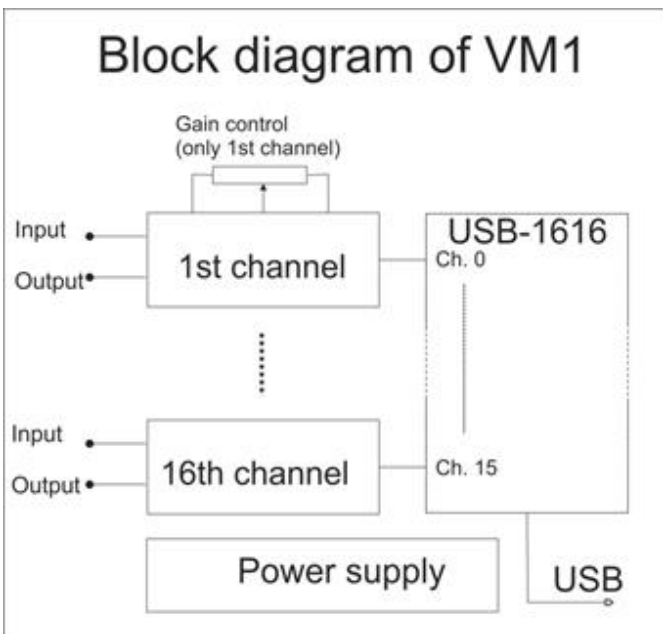 Block diagram of VM1
Gain control
(only 1st channel)
Input
Output
1st channel
USB-1616
Ch. 0
Input
Output
16th channel
Ch. 15
Power supply
USB